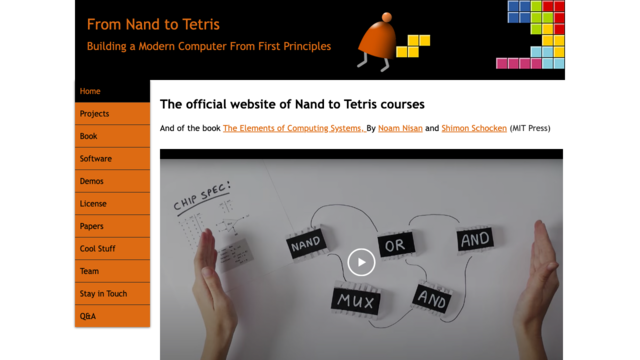 From Nand to Tetris
Building a Modern Computer From First Principles
Home
Projects
Book
Software
Demos
License
Papers
Cool Stuff
Team
Stay in Touch
Q&A
The official website of Nand to Tetris courses
And of the book The Elements of Computing Systems, By Noam Nisan and Shimon Schocken (MIT Press)
CHIP SPEC:
NAND
OR
AND
MUX
AND